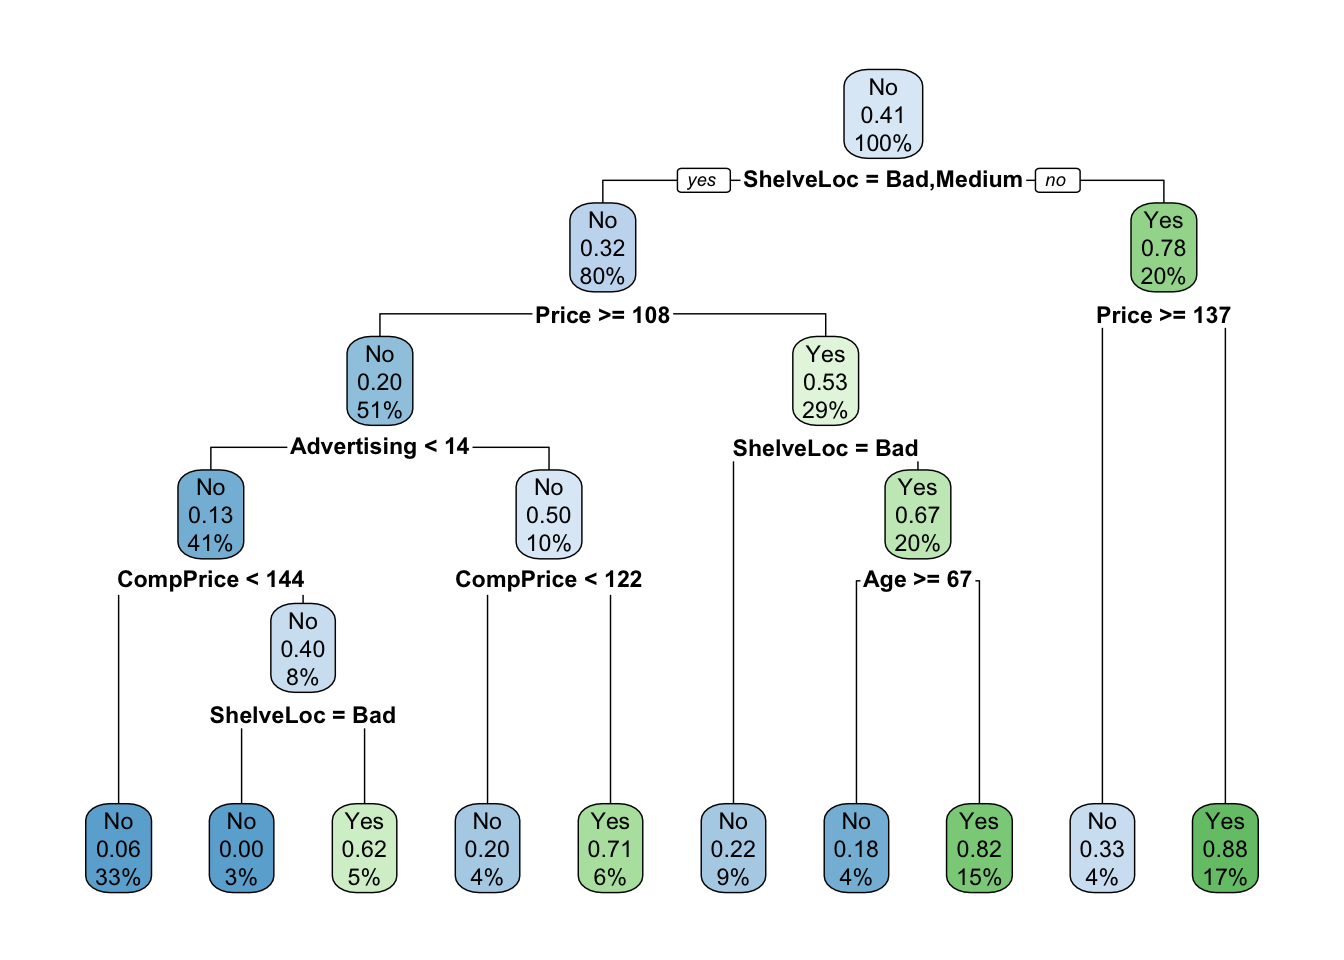 No
0.41
100%
yes ShelveLoc = Bad,Medium no
No
0.32
80%
Yes
0.78
20%
Price >= 108
Price >= 137
No
0.20
51%
Yes
0.53
29%
Advertising < 14
ShelveLoc = Bad
No
0.13
41%
No
0.50
10%
Yes
0.67
20%
CompPrice < 144
CompPrice < 122
Age >= 67
No
0.40
8%
ShelveLoc = Bad
No
0.06
33%
No
0.00
3%
Yes
0.62
5%
No
0.20
4%
Yes
0.71
6%
No
0.22
9%
No
0.18
4%
Yes
0.82
15%
No
0.33
4%
Yes
0.88
17%